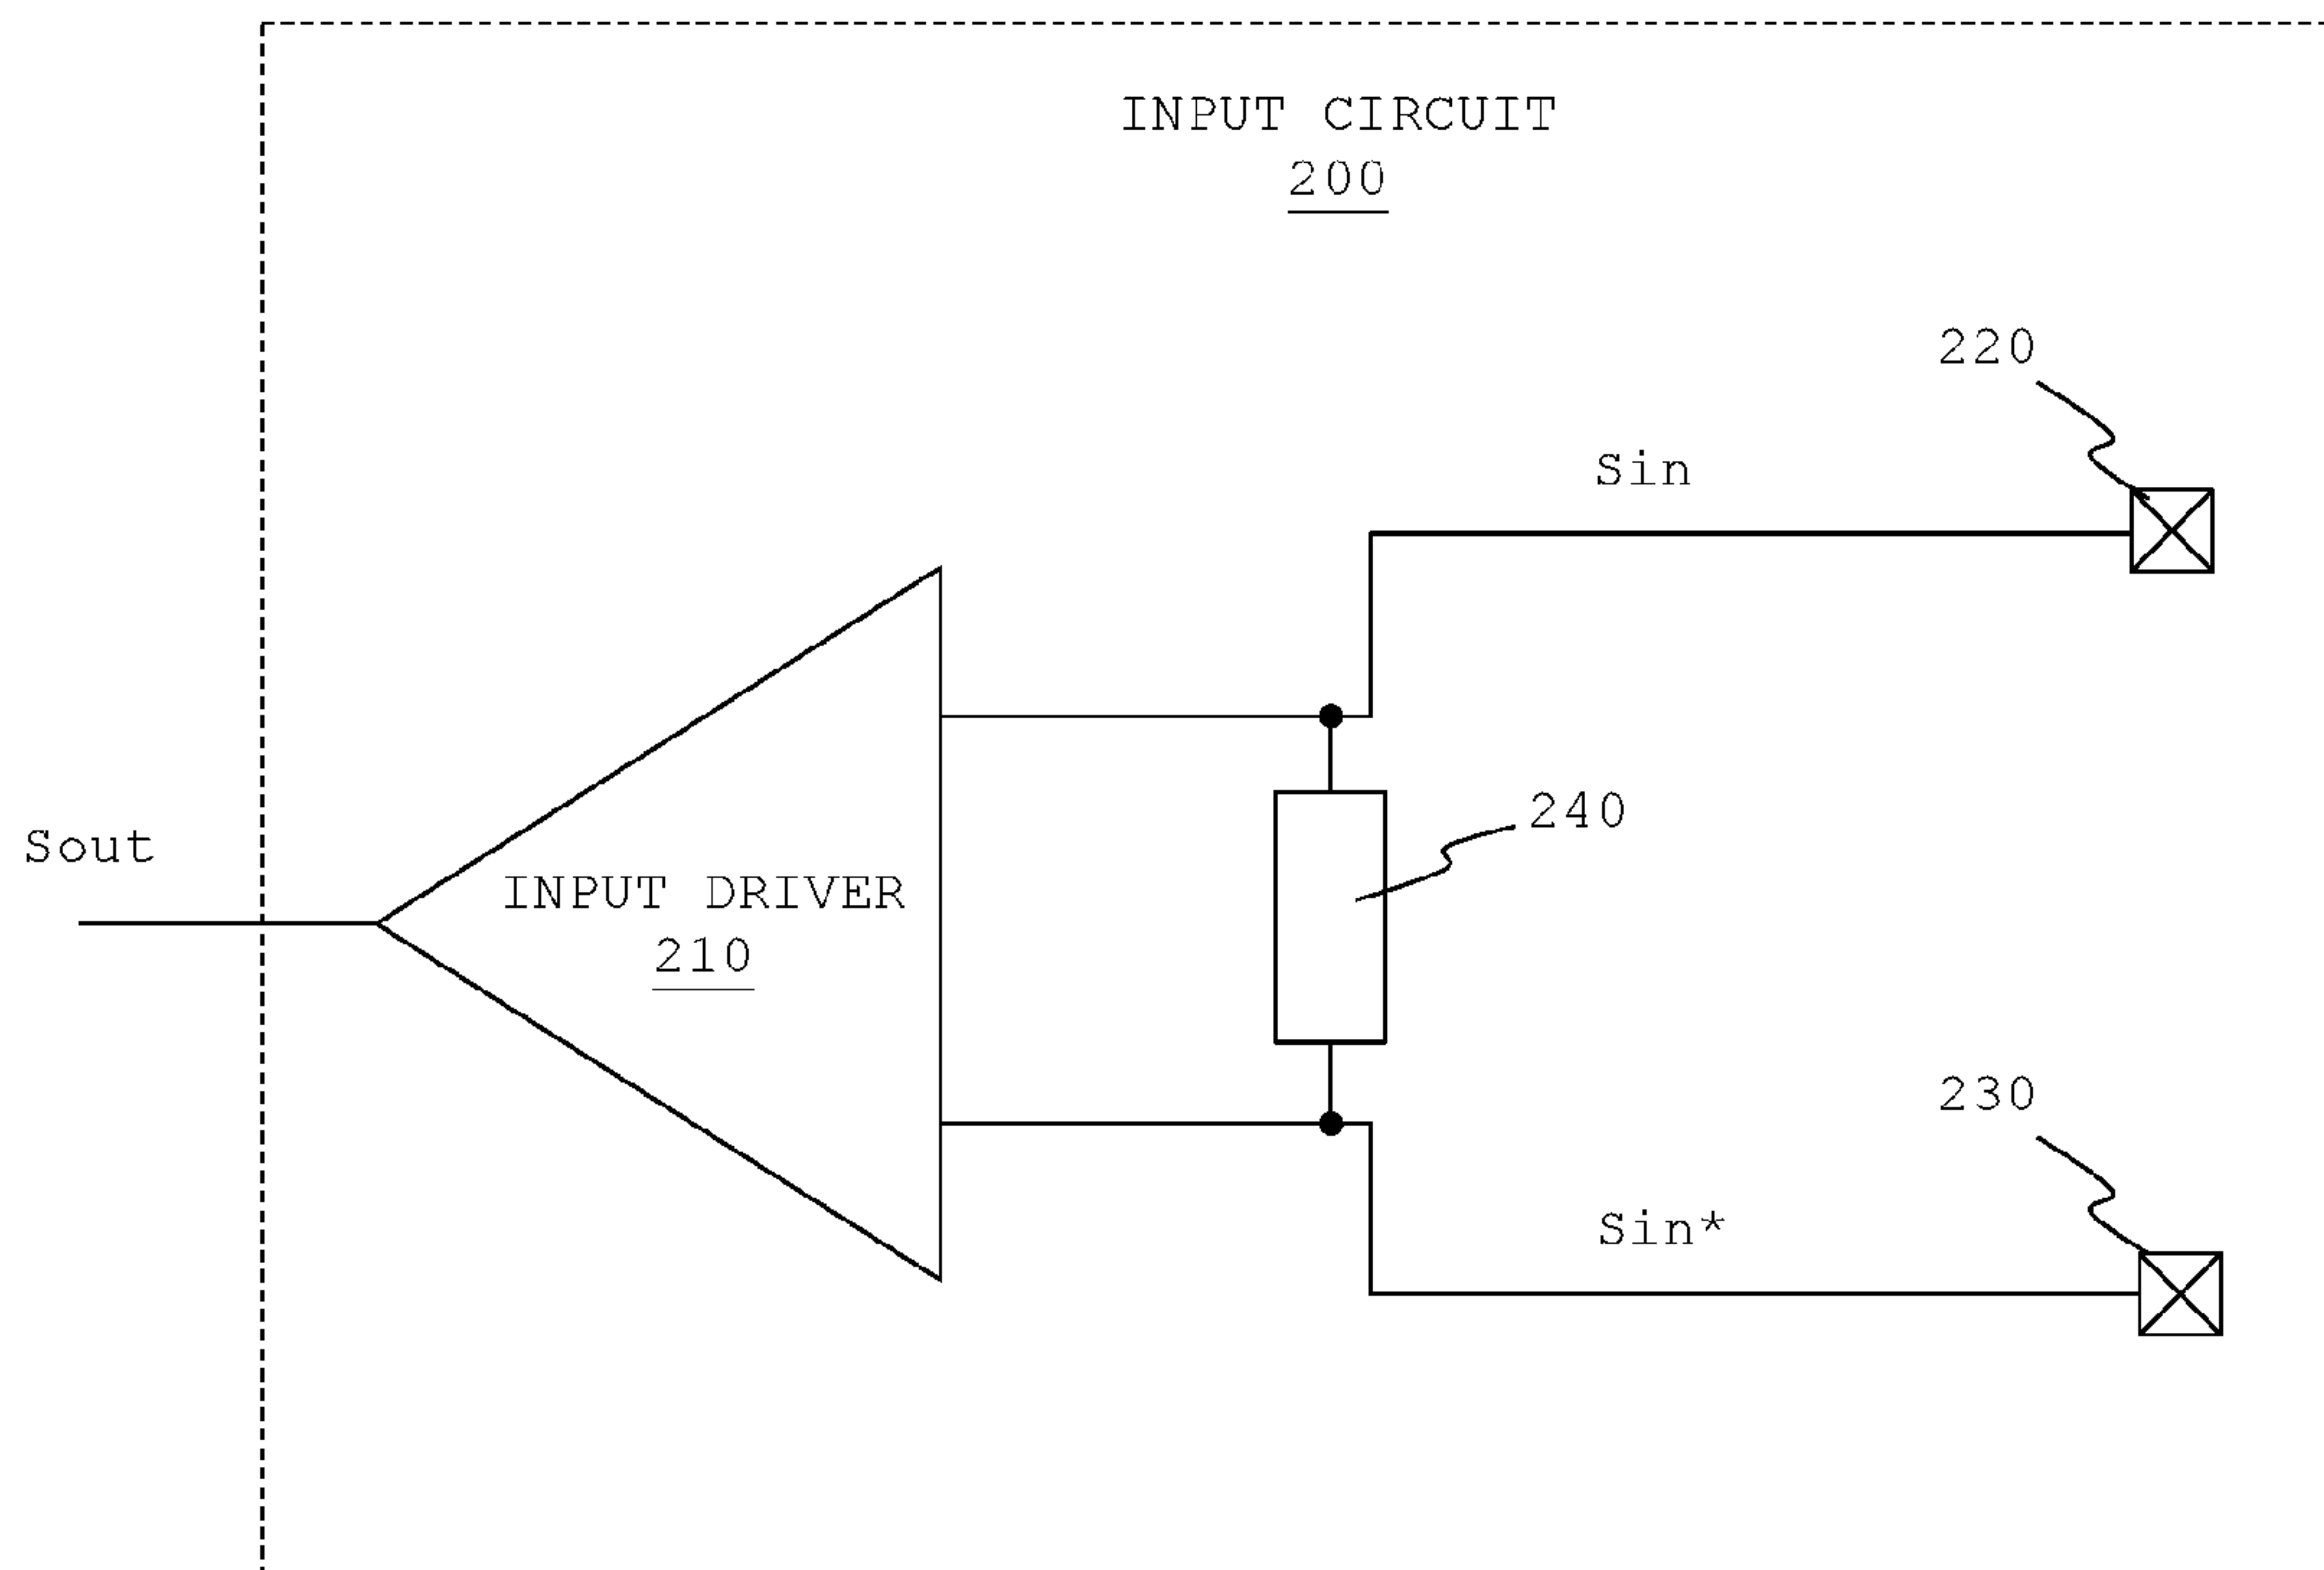 INPUT CIRCUIT
200
220
Sin
240
Sout
INPUT DRIVER
210
230
Sin*